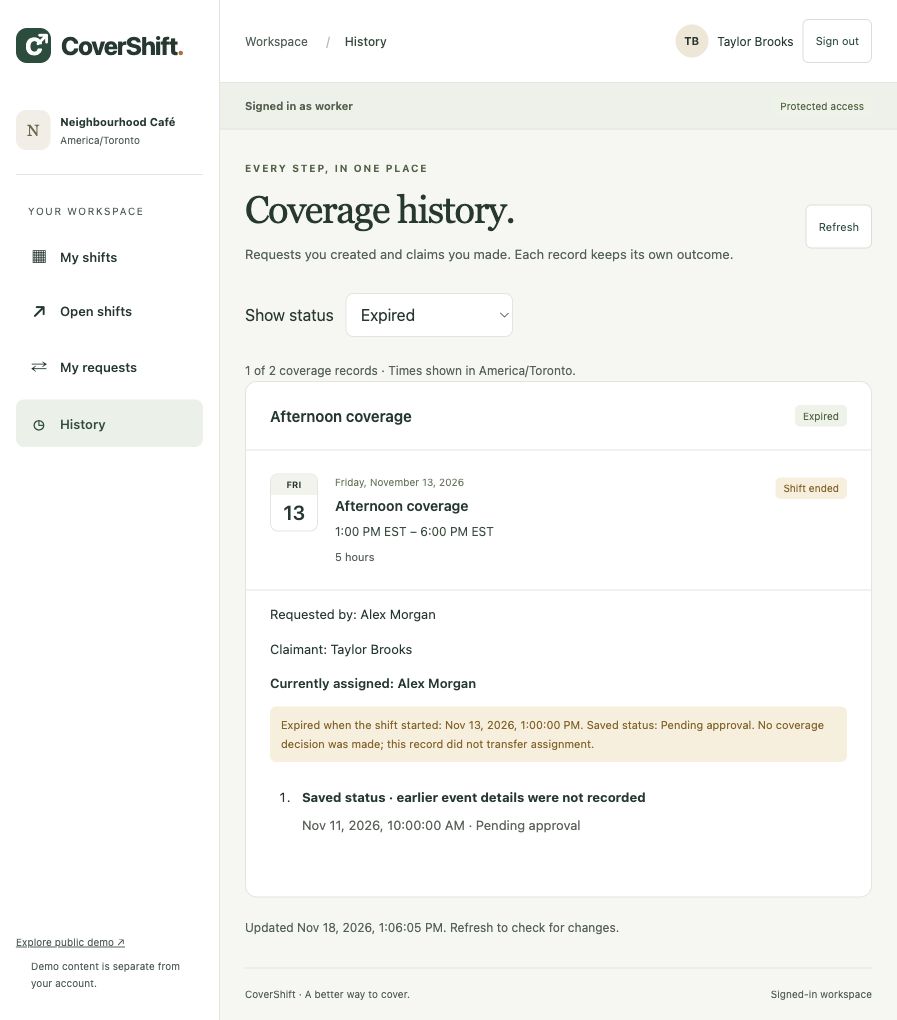 CoverShift.
Workspace / History
TB Taylor Brooks
Sign out
N
Neighbourhood Café
America/Toronto
YOUR WORKSPACE
My shifts
Open shifts
My requests
History
Explore public demo ↗
Demo content is separate from
your account.
Signed in as worker
Protected access
EVERY STEP, IN ONE PLACE
Coverage history.
Requests you created and claims you made. Each record keeps its own outcome.
Refresh
Show status
Expired
1 of 2 coverage records · Times shown in America/Toronto.
Afternoon coverage
Expired
FRI
13
Friday, November 13, 2026
Afternoon coverage
1:00 PM EST – 6:00 PM EST
5 hours
Shift ended
Requested by: Alex Morgan
Claimant: Taylor Brooks
Currently assigned: Alex Morgan
Expired when the shift started: Nov 13, 2026, 1:00:00 PM. Saved status: Pending approval. No coverage
decision was made; this record did not transfer assignment.
1. Saved status · earlier event details were not recorded
Nov 11, 2026, 10:00:00 AM · Pending approval
Updated Nov 18, 2026, 1:06:05 PM. Refresh to check for changes.
CoverShift · A better way to cover.
Signed-in workspace